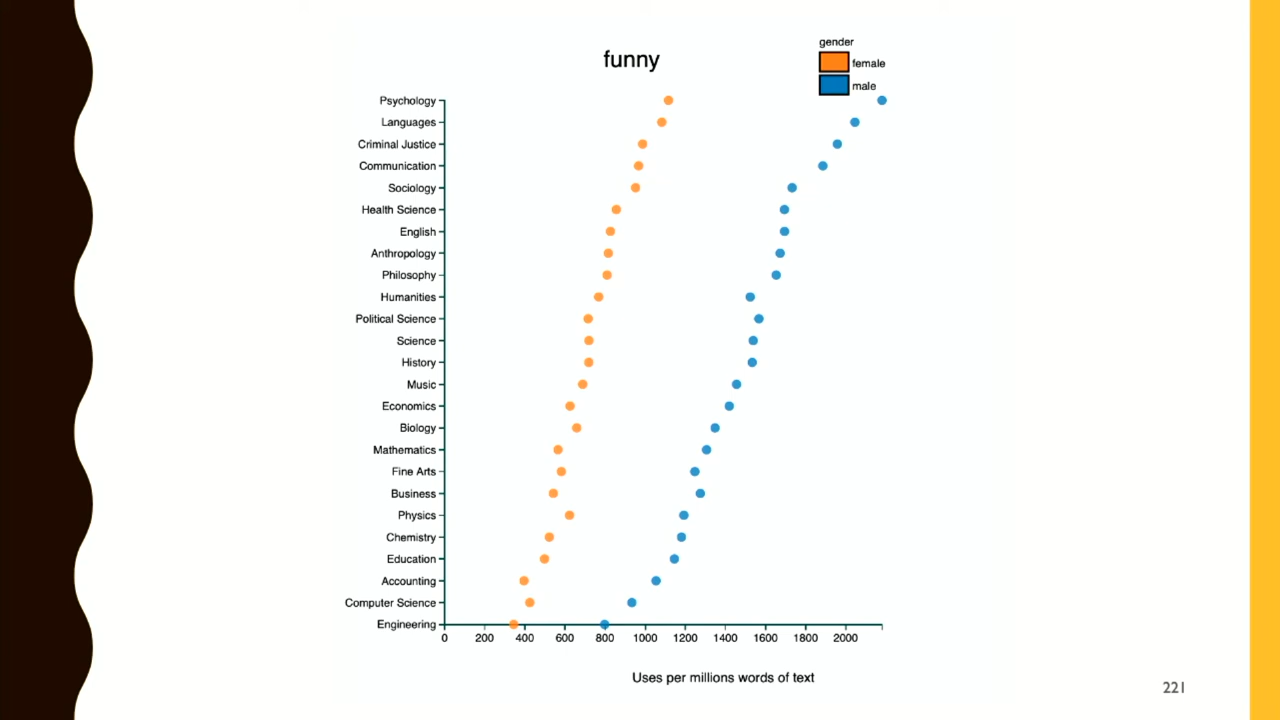 funny
gender
female
male
Psychology
Languages
Criminal Justice
Communication
Sociology
Health Science
English
Anthropology
Philosophy
Humanities
Political Science
Science
History
Music
Economics
Biology
Mathematics
Fine Arts
Business
Physics
Chemistry
Education
Accounting
Computer Science
Engineering
0 200 400 600 800 1000 1200 1400 1600 1800 2000
Uses per millions words of text
221